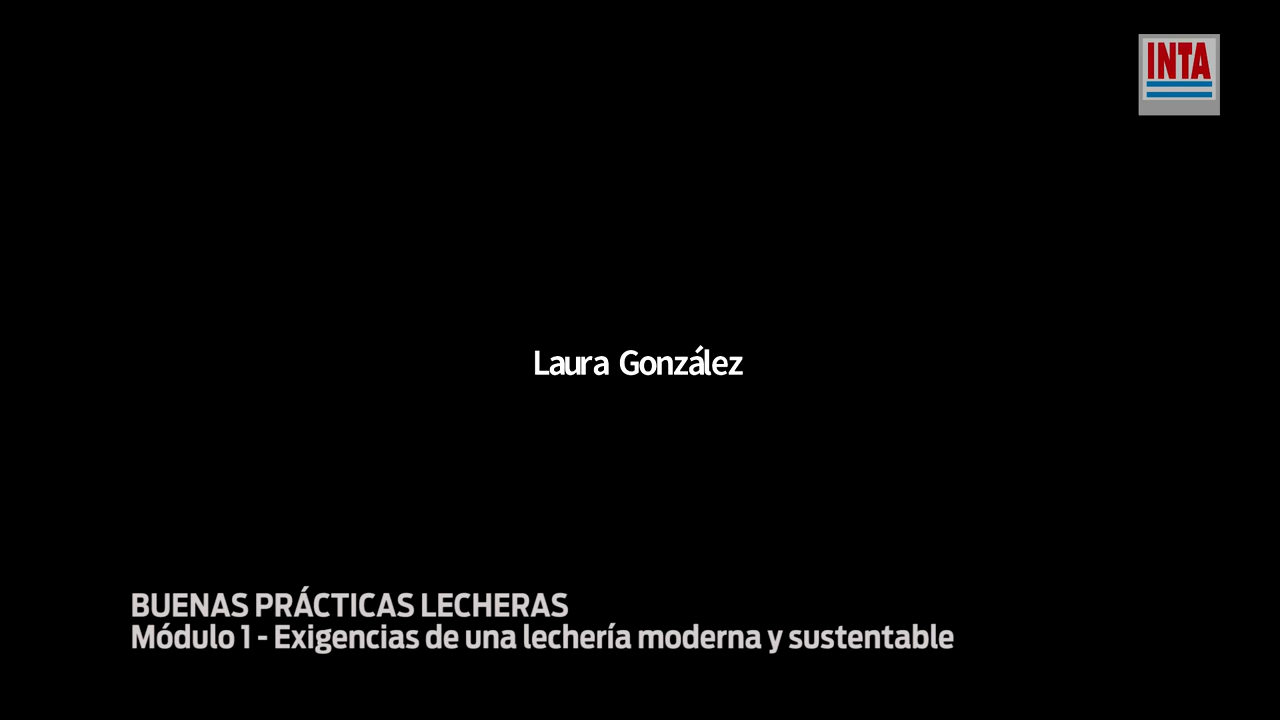 INTA
Laura González
BUENAS PRÁCTICAS LECHERAS
Módulo 1 - Exigencias de una lechería moderna y sustentable